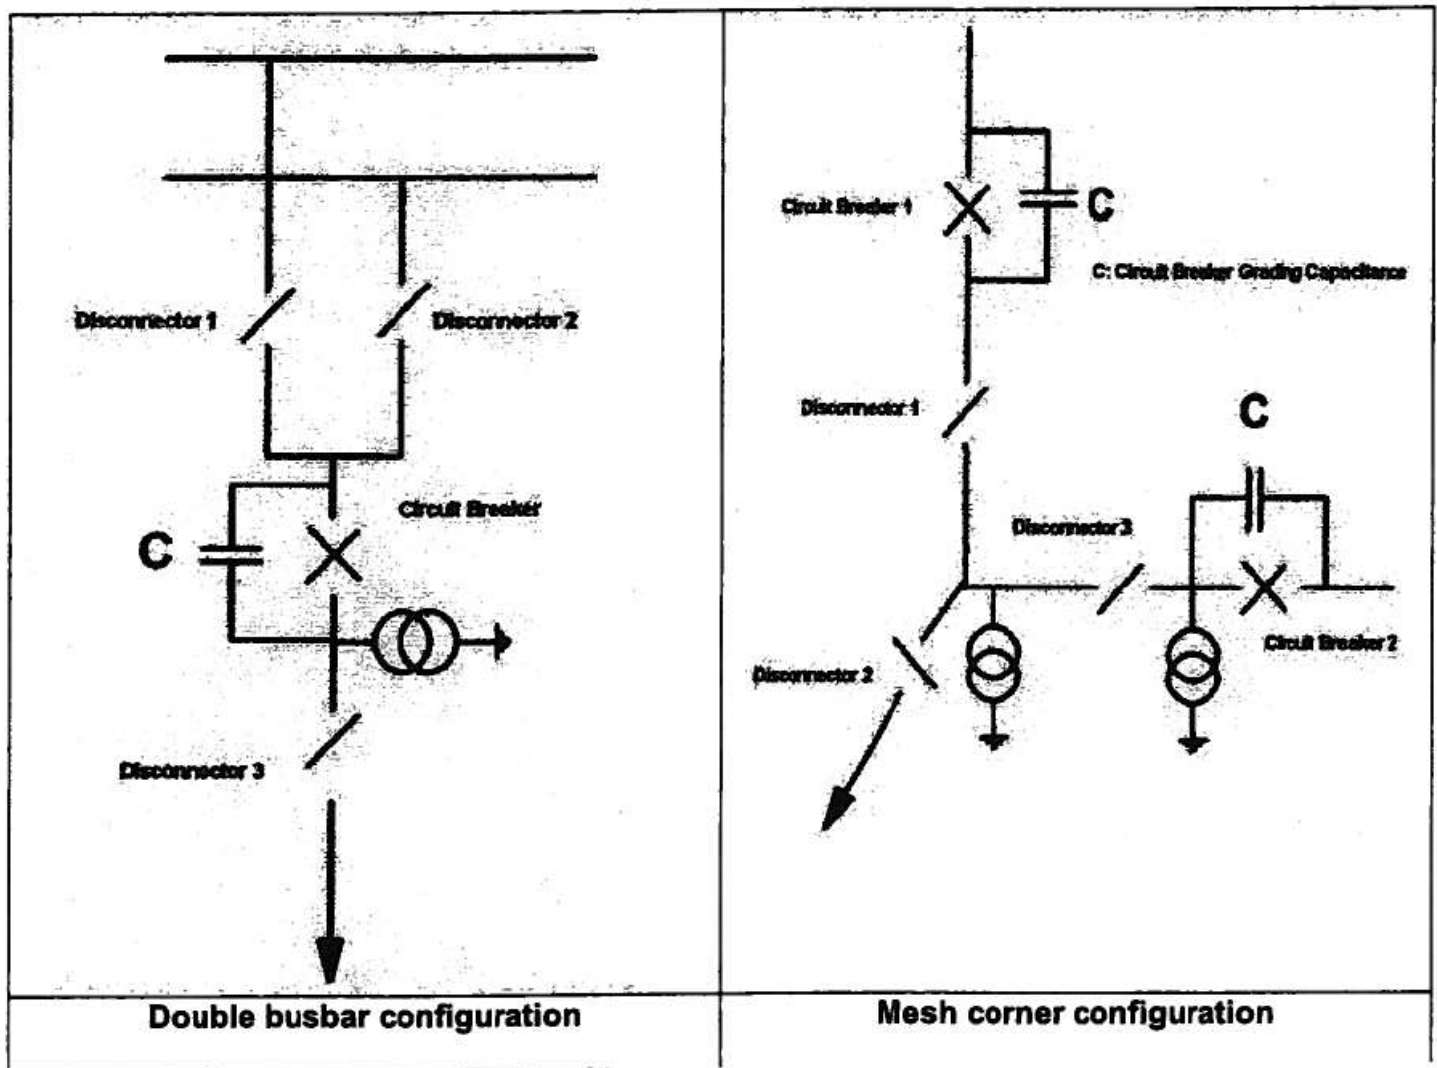 Disconnector 1
Disconnector 2
Circuit Breaker
C
Disconnector 3
Double busbar configuration
Circuit Breaker 1
C
C: Circuit Breaker Grading Capacitance
Disconnector 1
C
Disconnector 3
Circuit Breaker 2
Disconnector 2
Mesh corner configuration